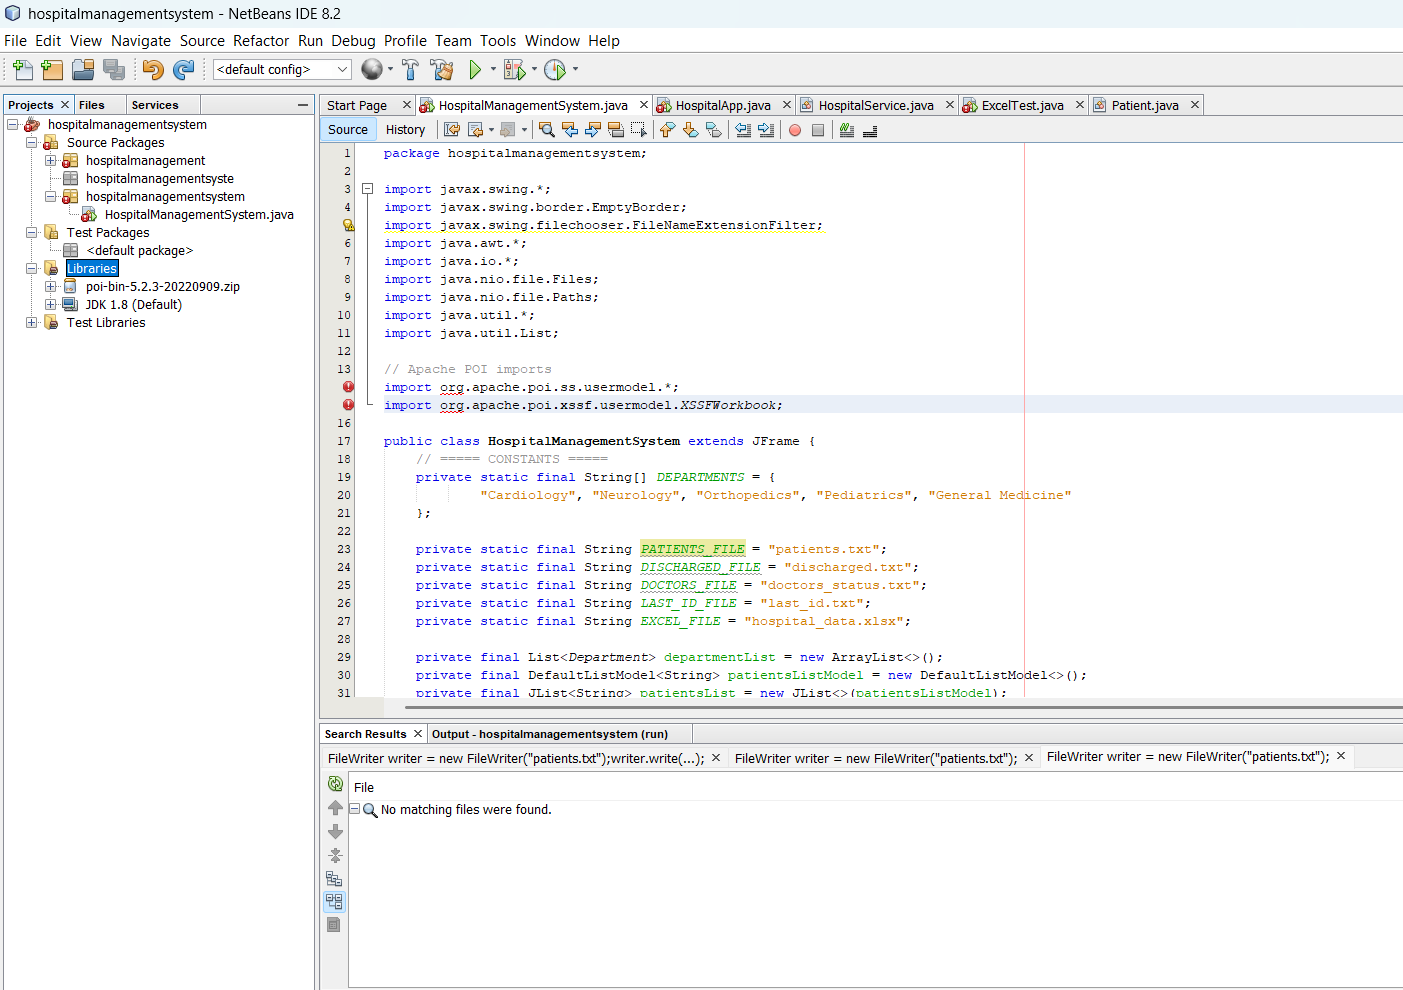 hospitalmanagementsystem - NetBeans IDE 8.2
File Edit View Navigate Source Refactor Run Debug Profile Team Tools Window Help
<default config>
Projects Files Services
hospitalmanagementsystem
Source Packages
hospitalmanagement
hospitalmanagementsyste
hospitalmanagementsystem
HospitalManagementSystem.java
Test Packages
<default package>
Libraries
poi-bin-5.2.3-20220909.zip
JDK 1.8 (Default)
Test Libraries
Start Page HospitalManagementSystem.java HospitalApp.java HospitalService.java ExcelTest.java Patient.java
Source History
1 package hospitalmanagementsystem;
2
3 import javax.swing.*;
4 import javax.swing.border.EmptyBorder;
import javax.swing.filechooser.FileNameExtensionFilter;
6 import java.awt.*;
7 import java.io.*;
8 import java.nio.file.Files;
9 import java.nio.file.Paths;
10 import java.util.*;
11 import java.util.List;
12
13 // Apache POI imports
import org.apache.poi.ss.usermodel.*;
import org.apache.poi.xssf.usermodel.XSSFWorkbook;
16
17 public class HospitalManagementSystem extends JFrame {
18 // ===== CONSTANTS =====
19 private static final String[] DEPARTMENTS = {
20 "Cardiology", "Neurology", "Orthopedics", "Pediatrics", "General Medicine"
21 };
22
23 private static final String PATIENTS_FILE = "patients.txt";
24 private static final String DISCHARGED_FILE = "discharged.txt";
25 private static final String DOCTORS_FILE = "doctors_status.txt";
26 private static final String LAST_ID_FILE = "last_id.txt";
27 private static final String EXCEL_FILE = "hospital_data.xlsx";
28
29 private final List<Department> departmentList = new ArrayList<>();
30 private final DefaultListModel<String> patientsListModel = new DefaultListModel<>();
31 private final JList<String> patientsList = new JList<>(patientsListModel);
Search Results Output - hospitalmanagementsystem (run)
FileWriter writer = new FileWriter("patients.txt");writer.write(...); FileWriter writer = new FileWriter("patients.txt"); FileWriter writer = new FileWriter("patients.txt");
File
No matching files were found.